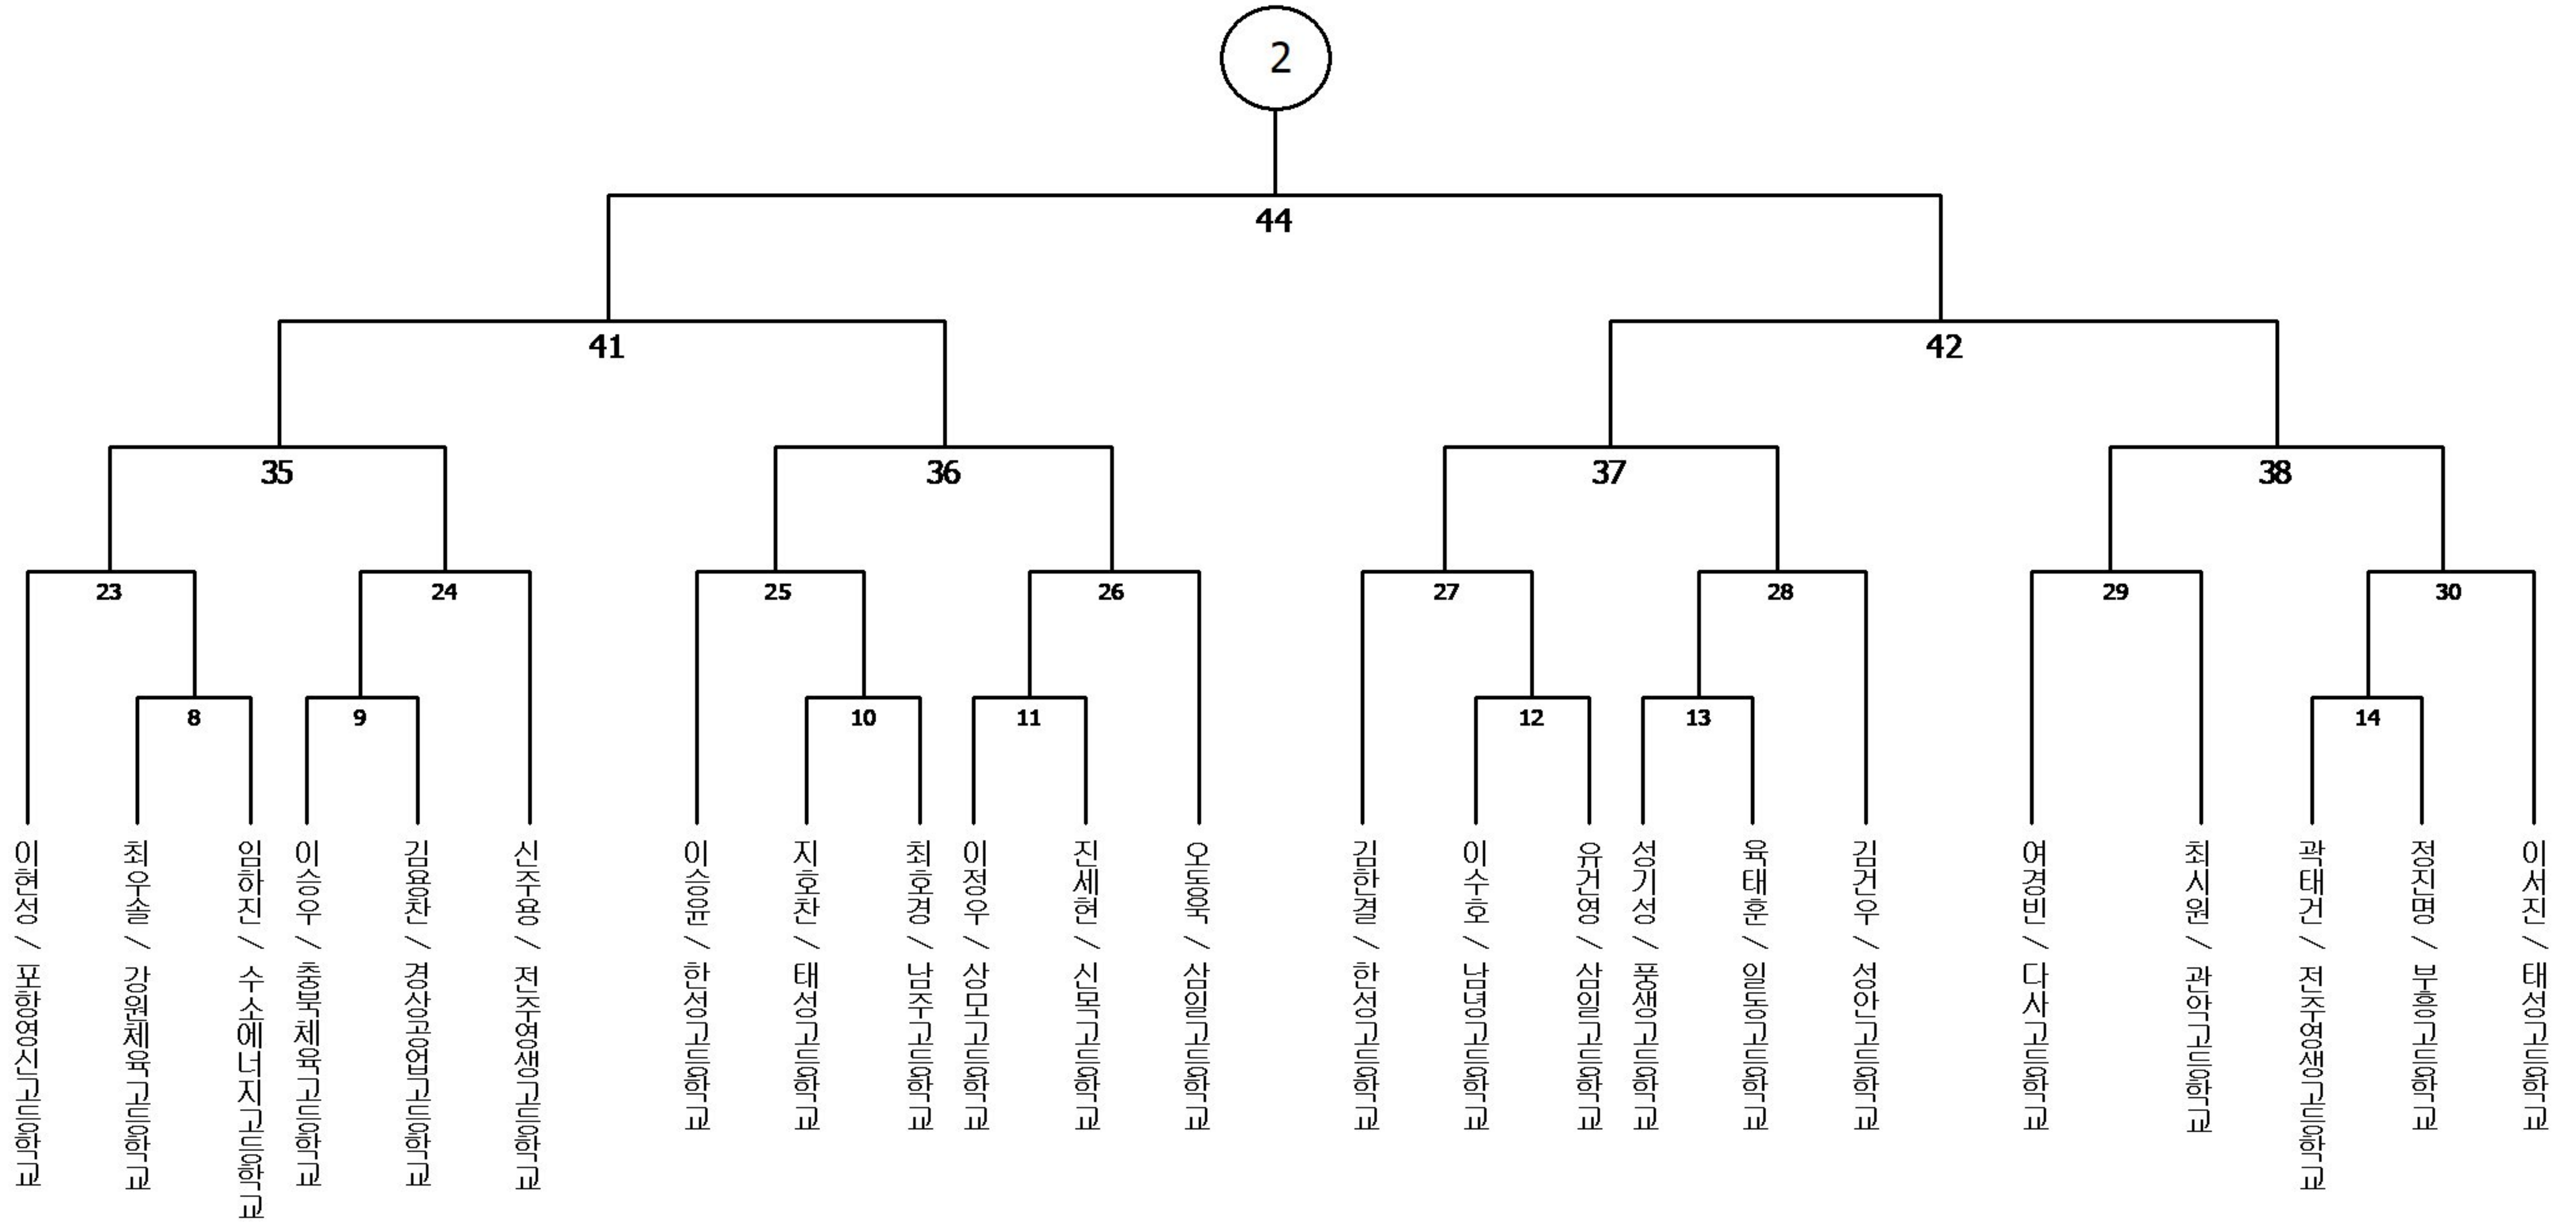 2
44
41
42
35
36
37
38
23
24
25
26
27
28
29
30
8
9
10
11
12
13
14
이현성 / 포항영신고등학교
최우솔 / 강원체육고등학교
임하진 / 수소에너지고등학교
이승우 / 충북체육고등학교
김용찬 / 경상공업고등학교
신주용 / 전주영생고등학교
이승윤 / 한성고등학교
지호찬 / 태성고등학교
최호경 / 남주고등학교
이정우 / 상모고등학교
진세현 / 신목고등학교
오동욱 / 삼일고등학교
김한결 / 한성고등학교
이수호 / 남녕고등학교
유건영 / 삼일고등학교
성기성 / 풍생고등학교
육태훈 / 일동고등학교
김건우 / 성안고등학교
여경빈 / 다사고등학교
최시원 / 관악고등학교
곽태건 / 전주영생고등학교
정진명 / 부흥고등학교
이서진 / 태성고등학교